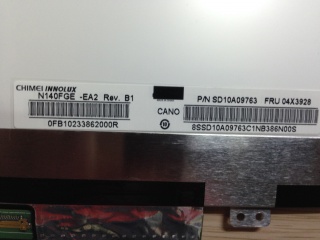 CHIMEI INNOLUX
N140FGE -EA2 Rev. B1
0FB10233862000R
CANO
P/N SD10A09763 FRU 04X3928
8SSD10A09763C1NB386N00S